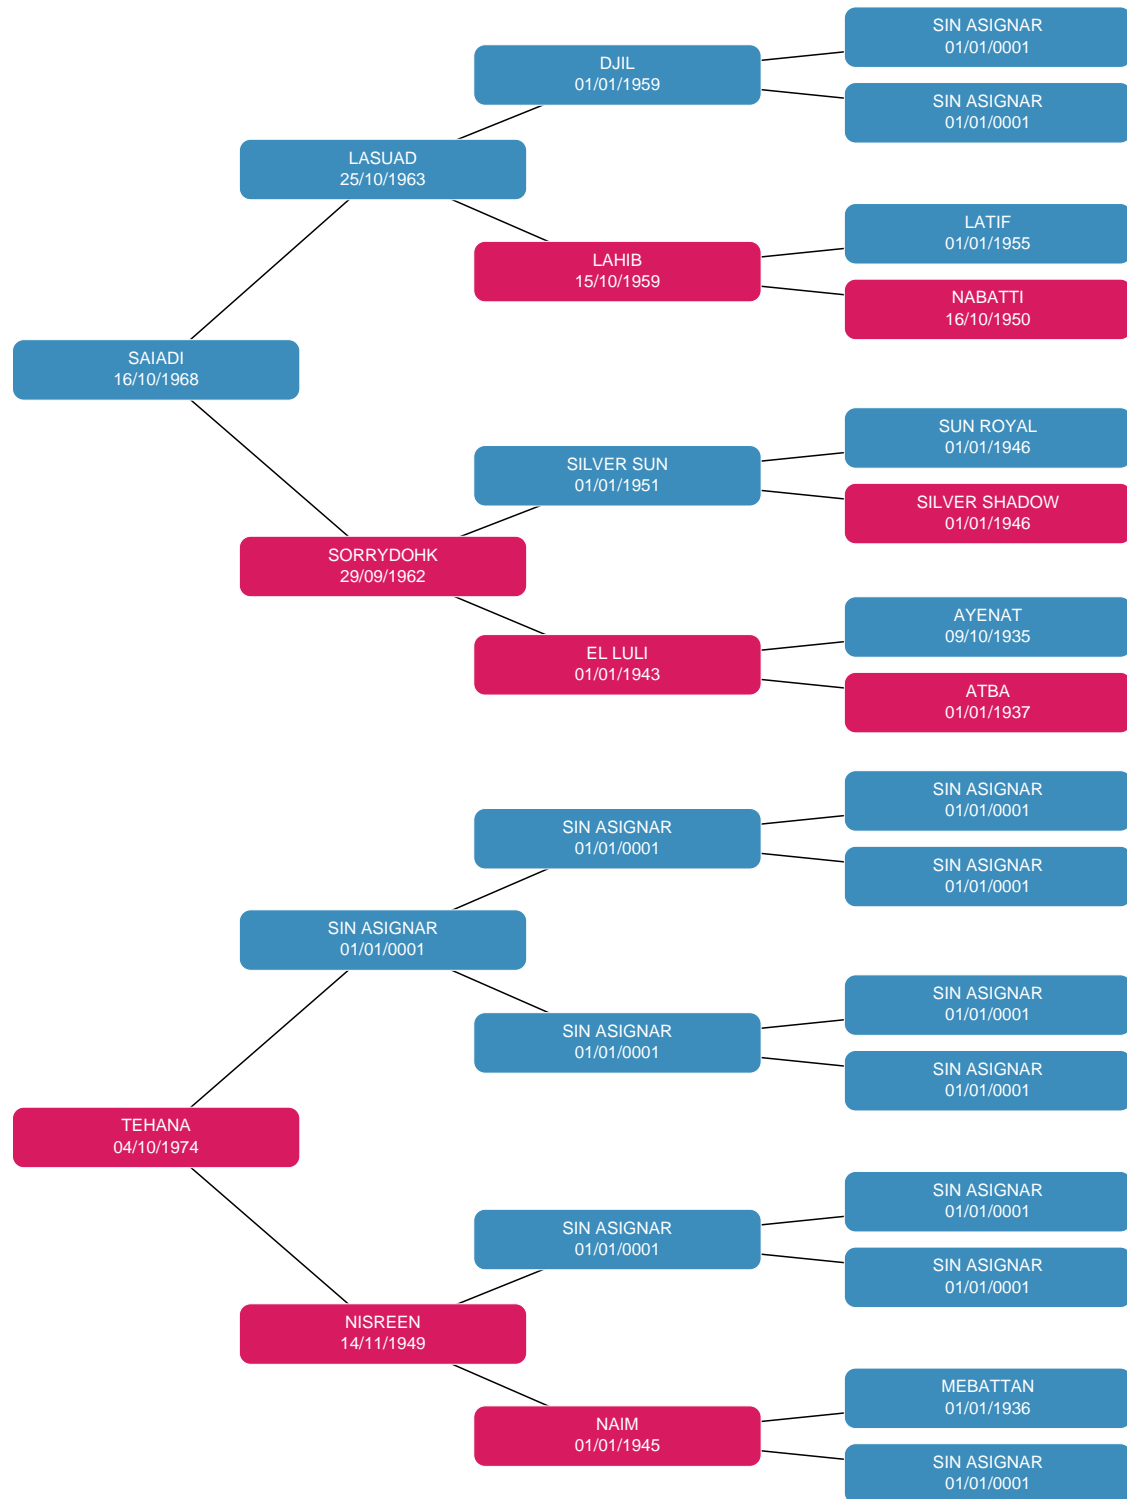 SIN ASIGNAR
01/01/0001
DJIL
01/01/1959
SIN ASIGNAR
01/01/0001
LASUAD
25/10/1963
LATIF
01/01/1955
LAHIB
15/10/1959
NABATTI
16/10/1950
SAIADI
16/10/1968
SUN ROYAL
01/01/1946
SILVER SUN
01/01/1951
SILVER SHADOW
01/01/1946
SORRYDOHK
29/09/1962
AYENAT
09/10/1935
EL LULI
01/01/1943
ATBA
01/01/1937
SIN ASIGNAR
01/01/0001
SIN ASIGNAR
01/01/0001
SIN ASIGNAR
01/01/0001
SIN ASIGNAR
01/01/0001
SIN ASIGNAR
01/01/0001
SIN ASIGNAR
01/01/0001
SIN ASIGNAR
01/01/0001
TEHANA
04/10/1974
SIN ASIGNAR
01/01/0001
SIN ASIGNAR
01/01/0001
SIN ASIGNAR
01/01/0001
NISREEN
14/11/1949
MEBATTAN
01/01/1936
NAIM
01/01/1945
SIN ASIGNAR
01/01/0001